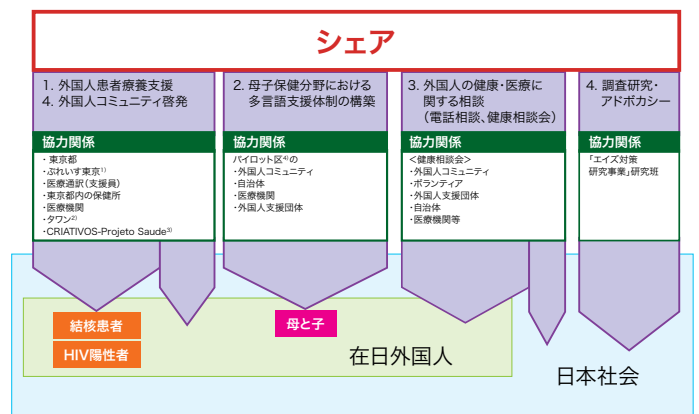 シェア
1. 外国人患者療養支援
4. 外国人コミュニティ啓発
協力関係
・東京都
・ぷれいす東京1)
・医療通訳(支援員)
・東京都内の保健所
・医療機関
・タワン2)
・CRIATIVOS-Projeto Saude3)
2. 母子保健分野における
多言語支援体制の構築
協力関係
パイロット区4)の
・外国人コミュニティ
・自治体
・医療機関
・外国人支援団体
3. 外国人の健康・医療に
関する相談
(電話相談、健康相談会)
協力関係
<健康相談会>
・外国人コミュニティ
・ボランティア
・外国人支援団体
・自治体
・医療機関等
4. 調査研究・
アドボカシー
協力関係
「エイズ対策
研究事業」研究班
結核患者
HIV陽性者
母と子
在日外国人
日本社会